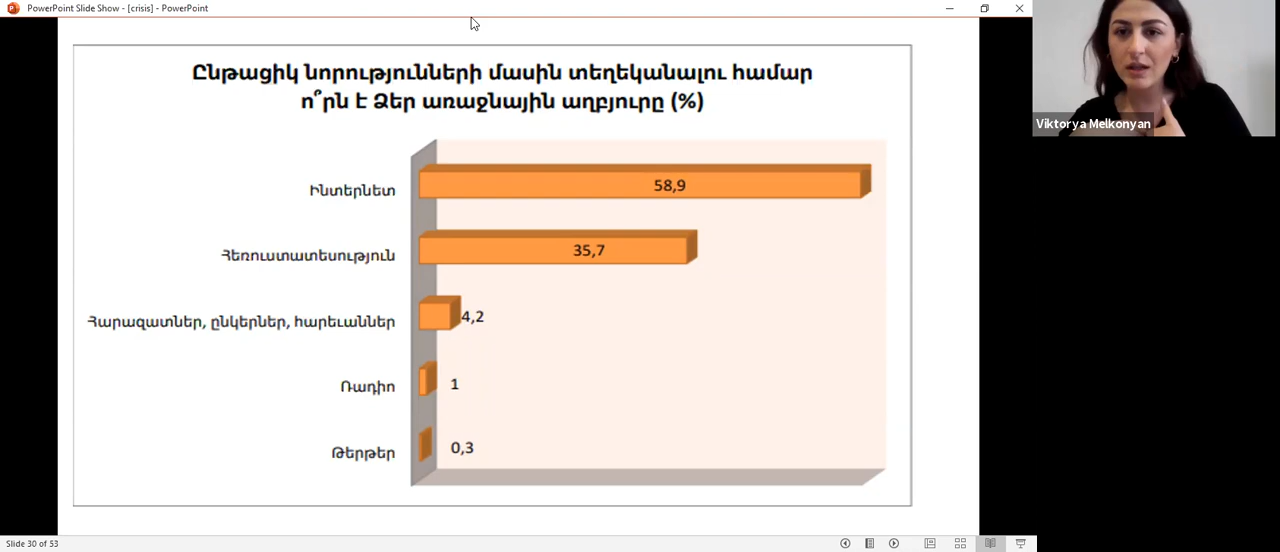 PowerPoint Slide Show - [crisis] - PowerPoint
Ընթացիկ նորությունների մասին տեղեկանալու համար
ո՞րն է Ձեր առաջնային աղբյուրը (%)
Ինտերնետ
58,9
Հեռուստատեսություն
35,7
Հարազատներ, ընկերներ, հարեւաններ
4,2
Ռադիո
1
Թերթեր
0,3
Viktorya Melkonyan
Slide 30 of 53